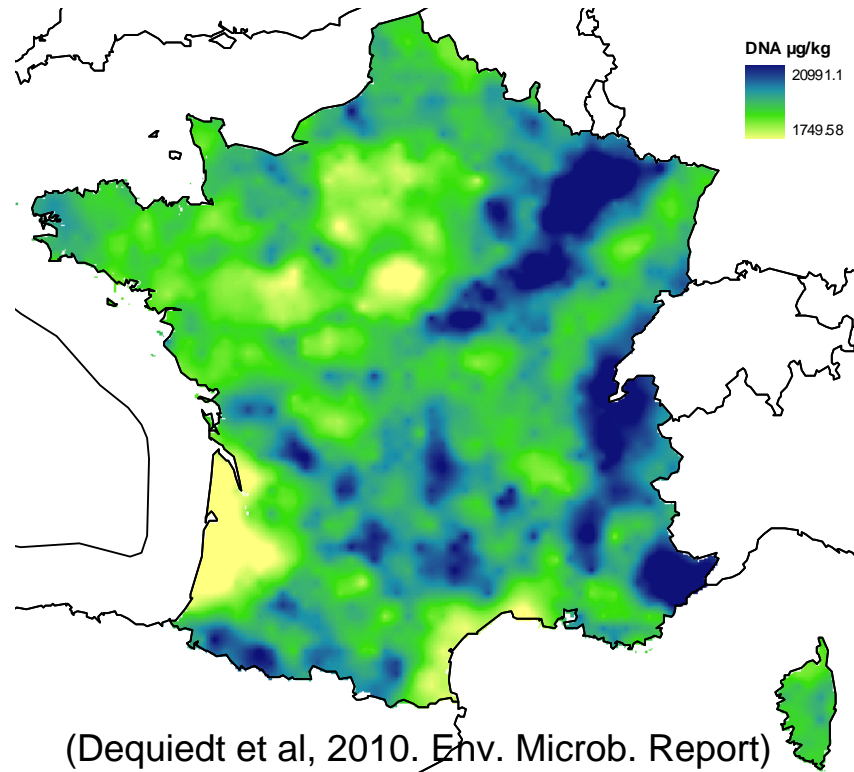 DNA µg/kg
20991.1
1749.58
(Dequiedt et al, 2010. Env. Microb. Report)